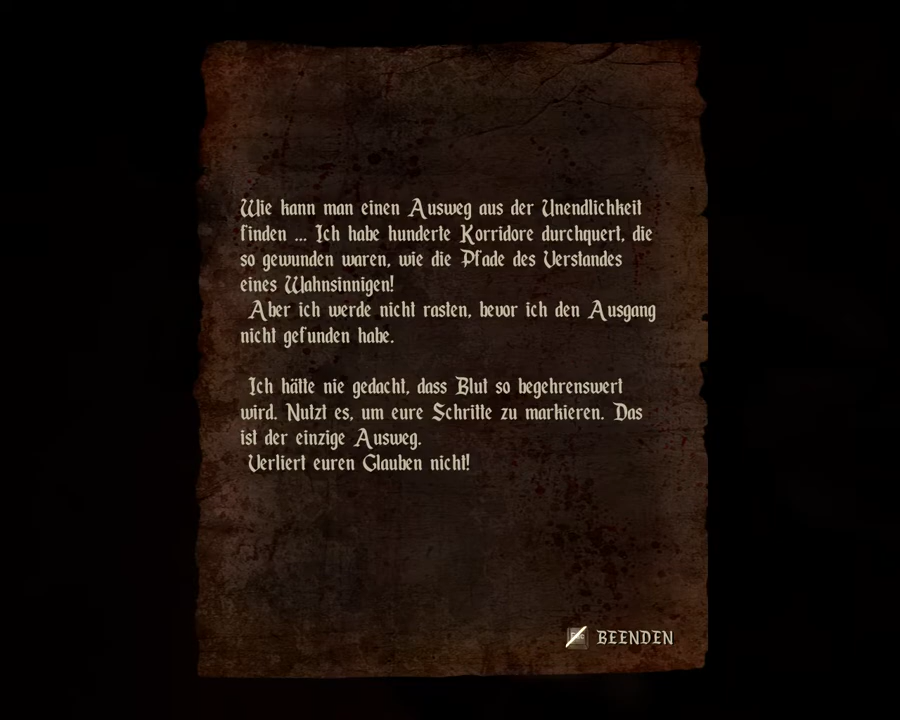 Wie kann man einen Ausweg aus der Unendlichkeit
finden ... Ich habe hunderte Korridore durchquert, die
so gewunden waren, wie die Pfade des Verstandes
eines Wahnsinnigen!
Aber ich werde nicht rasten, bevor ich den Ausgang
nicht gefunden habe.
Ich hätte nie gedacht, dass Blut so begehrenswert
wird. Nutzt es, um eure Schritte zu markieren. Das
ist der einzige Ausweg.
Verliert euren Glauben nicht!
BEENDEN